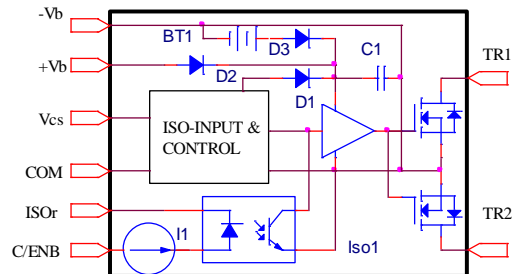 -Vb
BT1
D3
C1
TR1
+Vb
D2
D1
Vcs
ISO-INPUT &
CONTROL
COM
ISOr
TR2
I1
Iso1
C/ENB